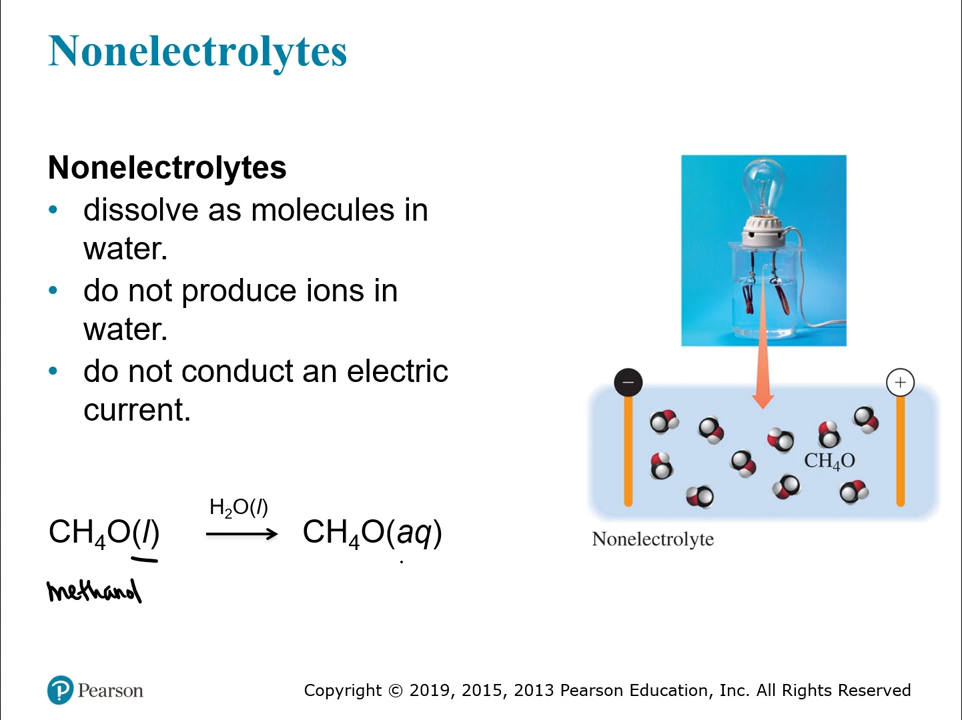 Nonelectrolytes
Nonelectrolytes
• dissolve as molecules in
water.
• do not produce ions in
water.
• do not conduct an electric
current.
−
+
CH₄O
Nonelectrolyte
H₂O(l)
CH₄O(l) ⟶ CH₄O(aq)
methanol
Pearson
Copyright © 2019, 2015, 2013 Pearson Education, Inc. All Rights Reserved